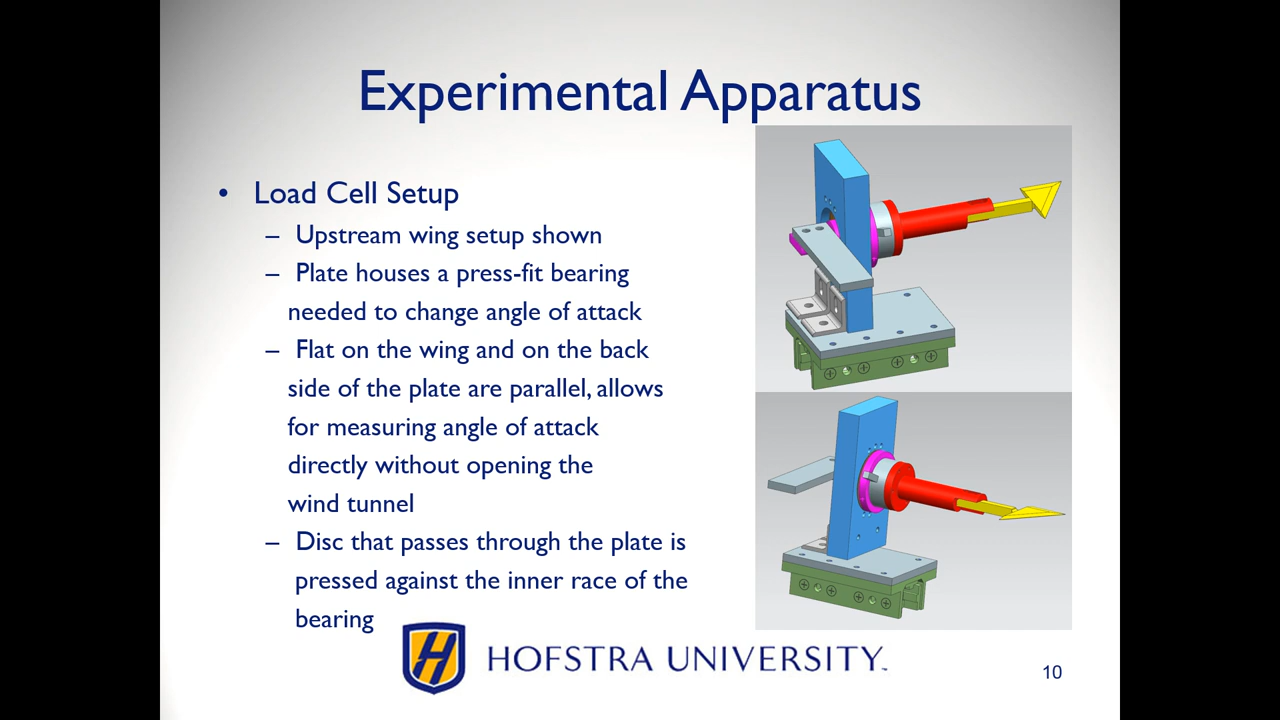 Experimental Apparatus
• Load Cell Setup
– Upstream wing setup shown
– Plate houses a press-fit bearing
needed to change angle of attack
– Flat on the wing and on the back
side of the plate are parallel, allows
for measuring angle of attack
directly without opening the
wind tunnel
– Disc that passes through the plate is
pressed against the inner race of the
bearing
H
HOFSTRA UNIVERSITY™
10